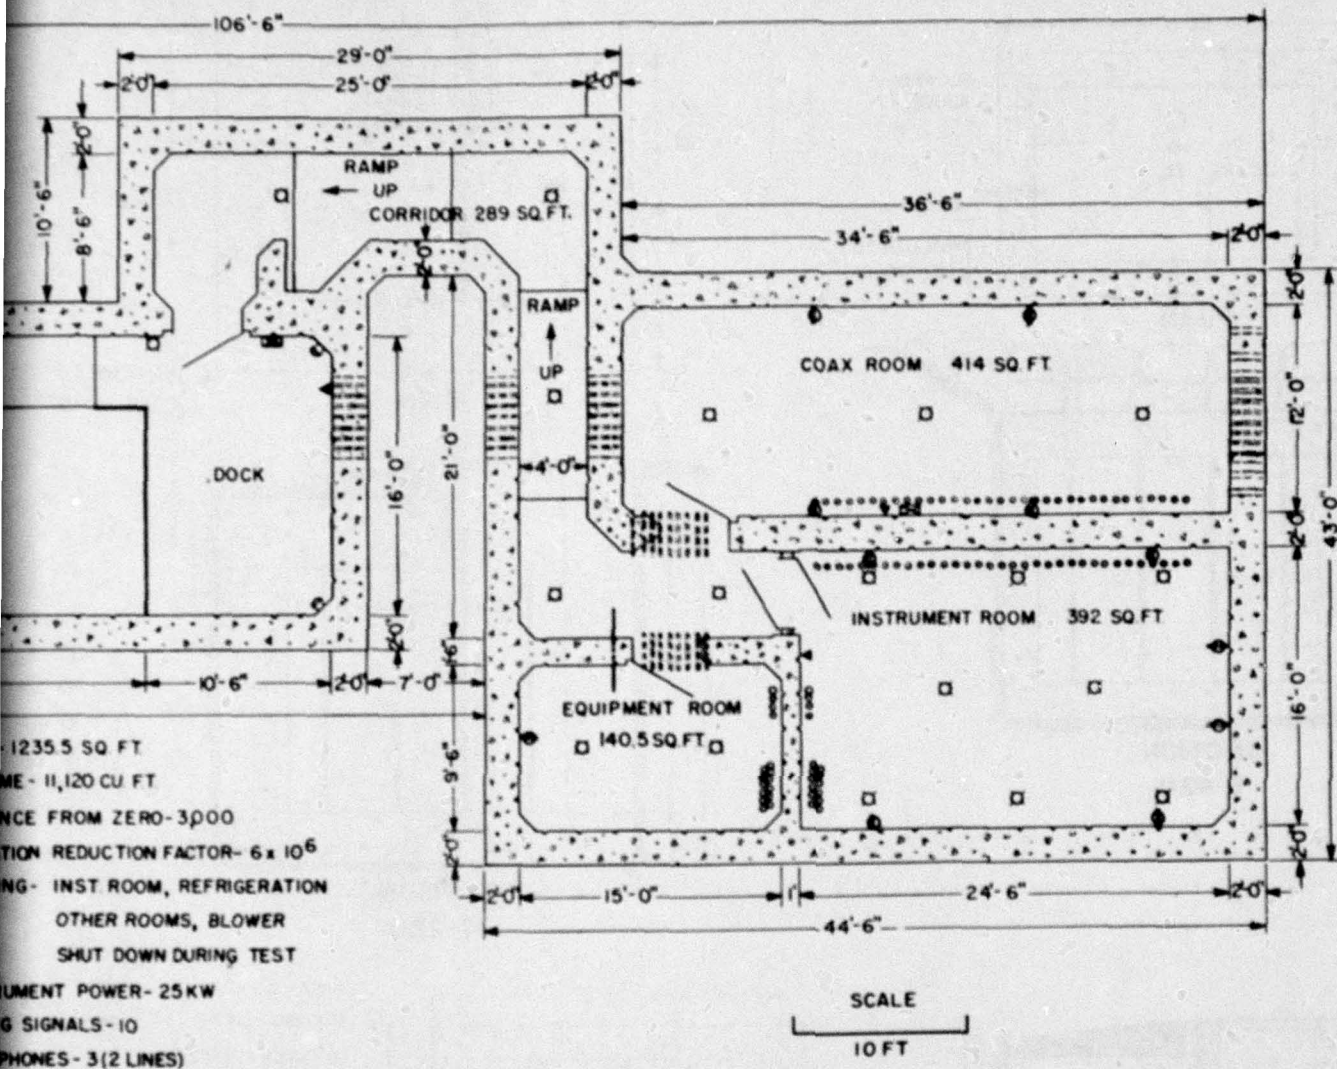 106'-6"
29'-0"
2'-0" 25'-0" 2'-0"
2'-0"
10'-6"
8'-6"
RAMP
← UP
CORRIDOR 289 SQ. FT.
2'-0"
36'-6"
34'-6" 2'-0"
2'-0"
RAMP
UP
COAX ROOM 414 SQ. FT.
12'-0"
43'-0"
DOCK
16'-0"
21'-0"
4'-0"
2'-0"
INSTRUMENT ROOM 392 SQ. FT.
2'-0"
1'-6"
10'-6" 2'-0" 7'-0"
EQUIPMENT ROOM
140.5 SQ. FT.
16'-0"
9'-6"
2'-0"
2'-0"
2'-0" 15'-0" 1' 24'-6" 2'-0"
44'-6"
- 1235.5 SQ. FT.
ME - 11,120 CU. FT.
NCE FROM ZERO - 3,000
TION REDUCTION FACTOR - 6 x 10⁶
NG - INST. ROOM, REFRIGERATION
OTHER ROOMS, BLOWER
SHUT DOWN DURING TEST
UMENT POWER - 25 KW
G SIGNALS - 10
PHONES - 3 (2 LINES)
SCALE
10 FT